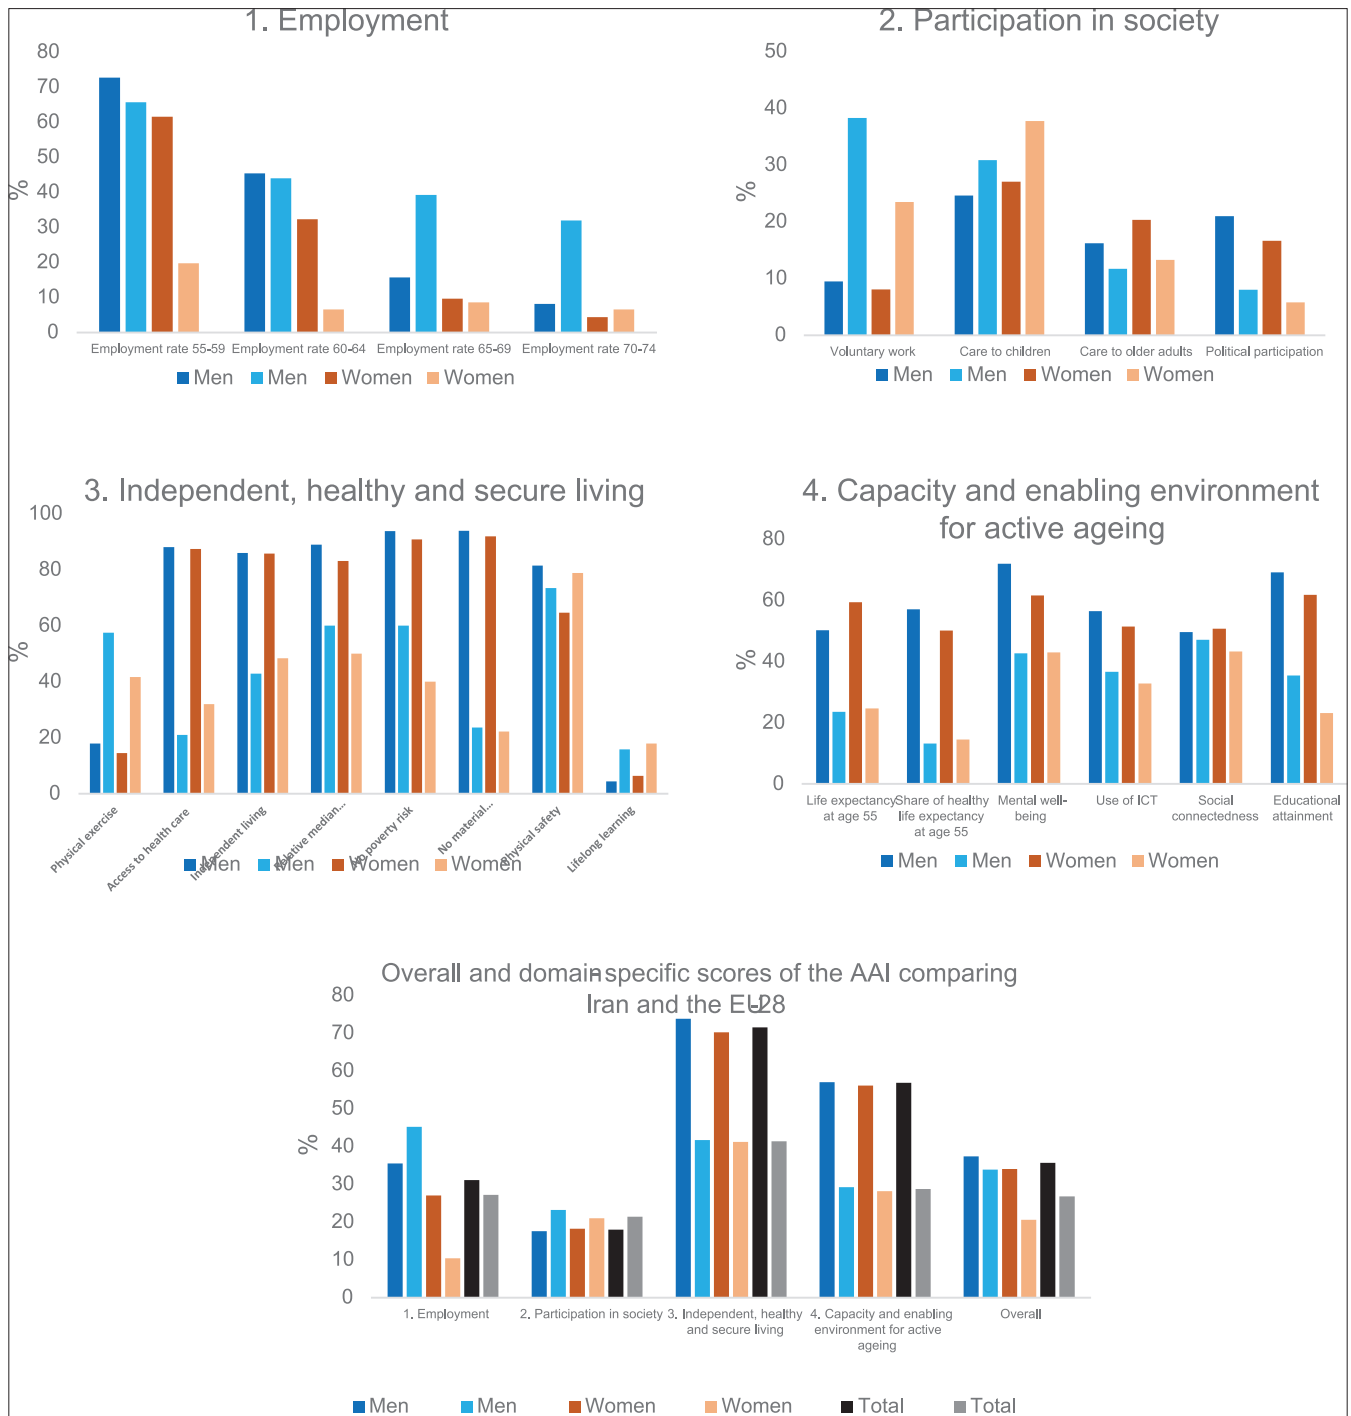 1. Employment
80
70
60
50
40
30
20
10
0
%
Employment rate 55-59 Employment rate 60-64 Employment rate 65-69 Employment rate 70-74
Men Men Women Women
2. Participation in society
50
40
30
20
10
0
%
Voluntary work Care to children Care to older adults Political participation
Men Men Women Women
3. Independent, healthy and secure living
100
80
60
40
20
0
%
Physical exercise
Access to health care
Independent living
Relative median...
No poverty risk
No material...
Physical safety
Lifelong learning
Men Men Women Women
4. Capacity and enabling environment
for active ageing
80
60
40
20
0
%
Life expectancy
at age 55
Share of healthy
life expectancy
at age 55
Mental well-
being
Use of ICT
Social
connectedness
Educational
attainment
Men Men Women Women
Overall and domain-specific scores of the AAI comparing
Iran and the EU-28
80
70
60
50
40
30
20
10
0
%
1. Employment
2. Participation in society
3. Independent, healthy
and secure living
4. Capacity and enabling
environment for active
ageing
Overall
Men Men Women Women Total Total